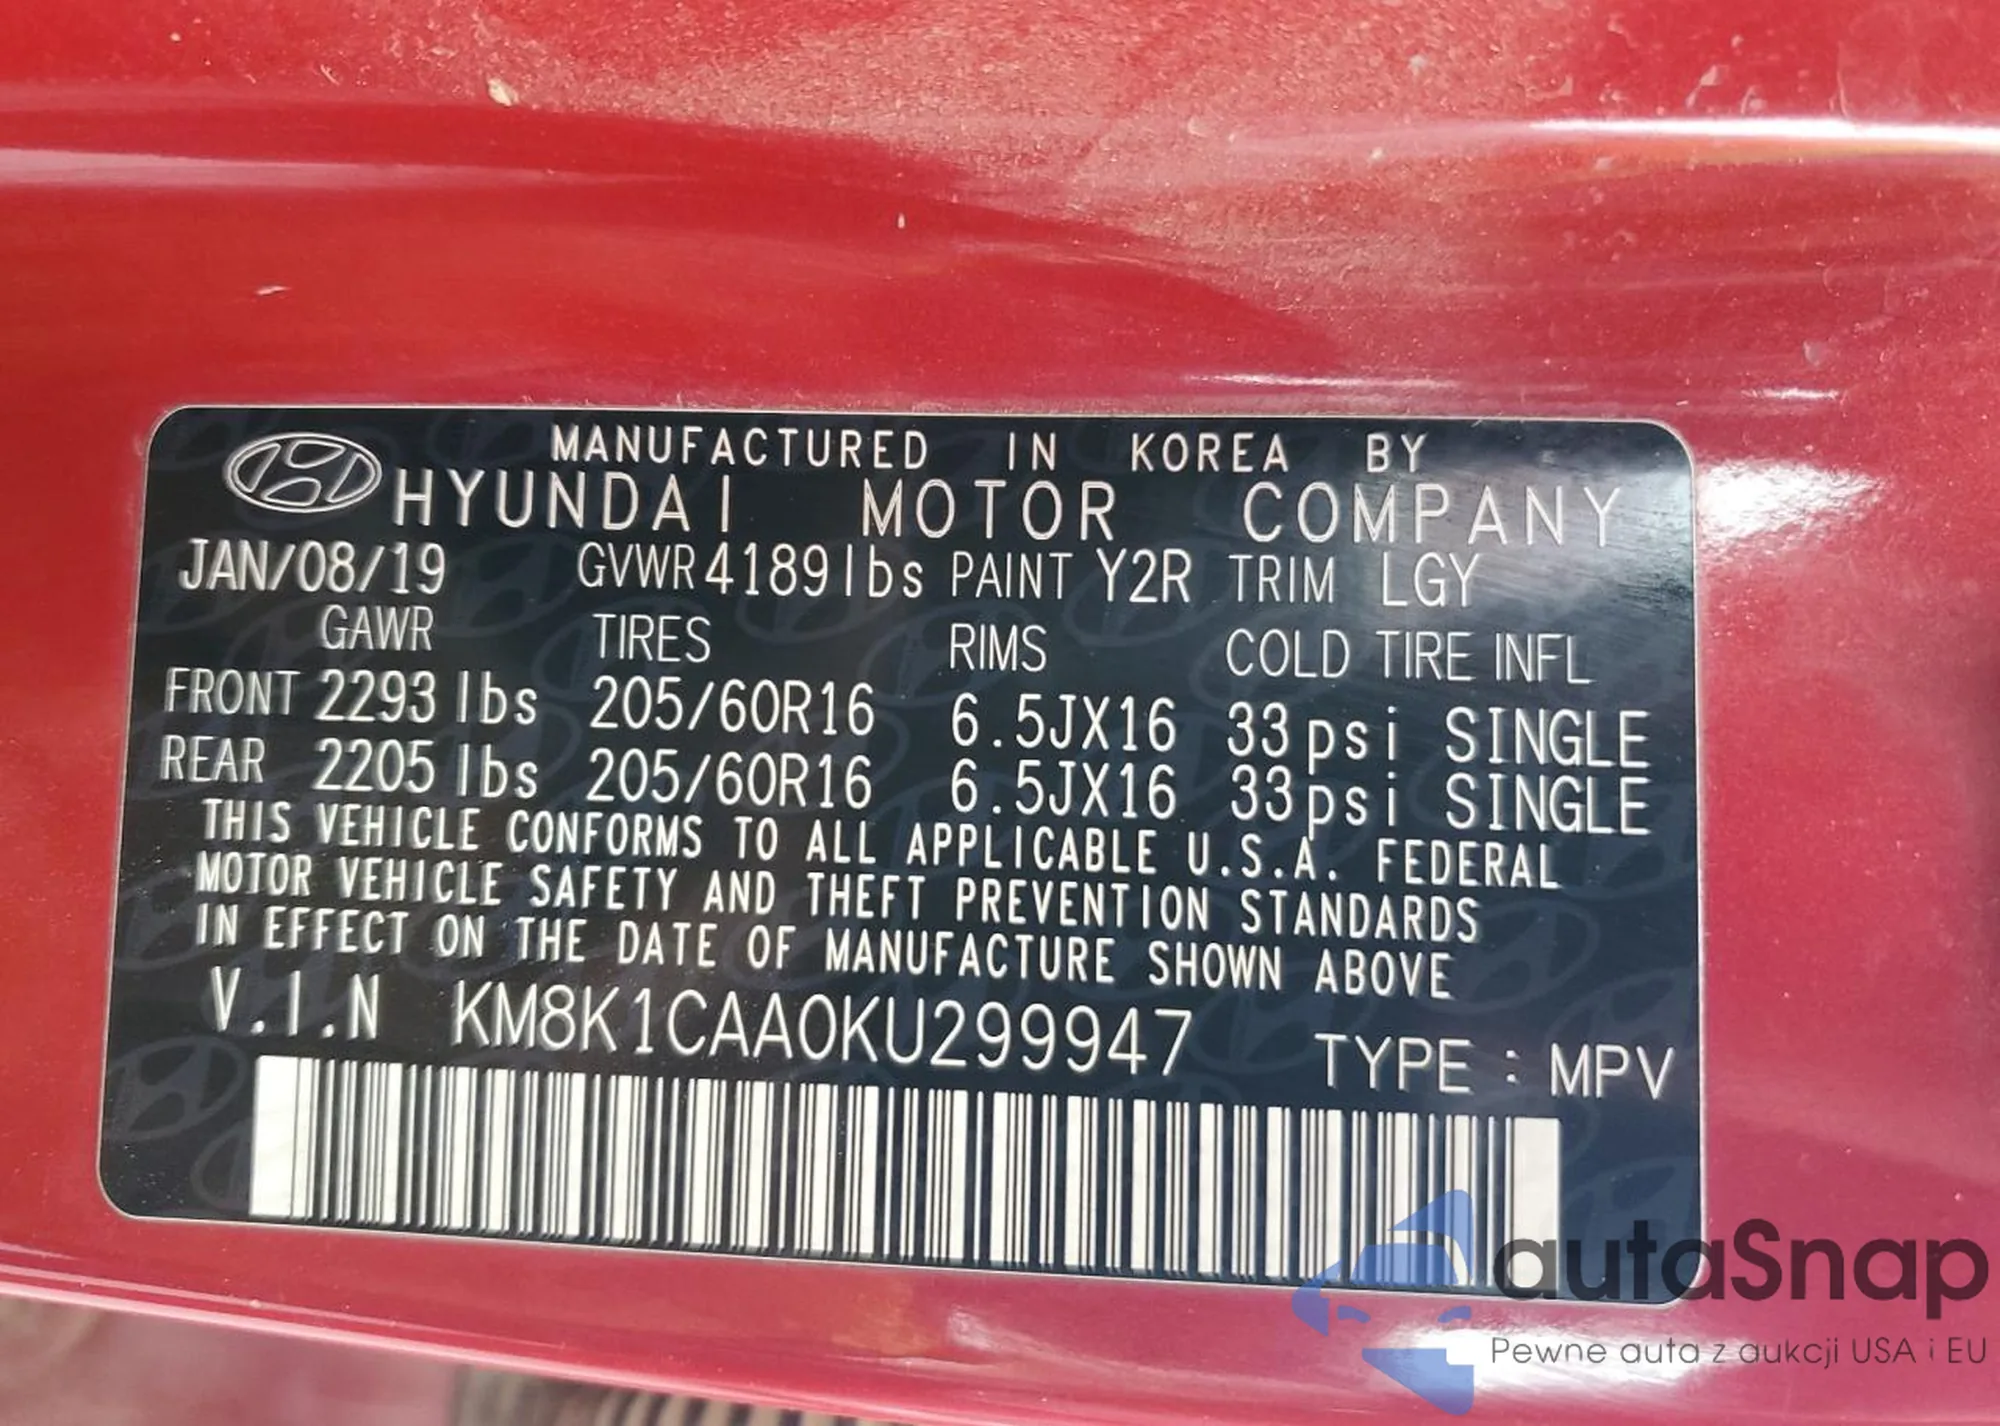 MANUFACTURED IN KOREA BY
HYUNDAI MOTOR COMPANY
JAN/08/19 GVWR 4189 lbs PAINT Y2R TRIM LGY
GAWR TIRES RIMS COLD TIRE INFL
FRONT 2293 lbs 205/60R16 6.5JX16 33 psi SINGLE
REAR 2205 lbs 205/60R16 6.5JX16 33 psi SINGLE
THIS VEHICLE CONFORMS TO ALL APPLICABLE U.S.A. FEDERAL
MOTOR VEHICLE SAFETY AND THEFT PREVENTION STANDARDS
IN EFFECT ON THE DATE OF MANUFACTURE SHOWN ABOVE
V.I.N KM8K1CAA0KU299947 TYPE : MPV
autaSnap
Pewne auta z aukcji USA i EU